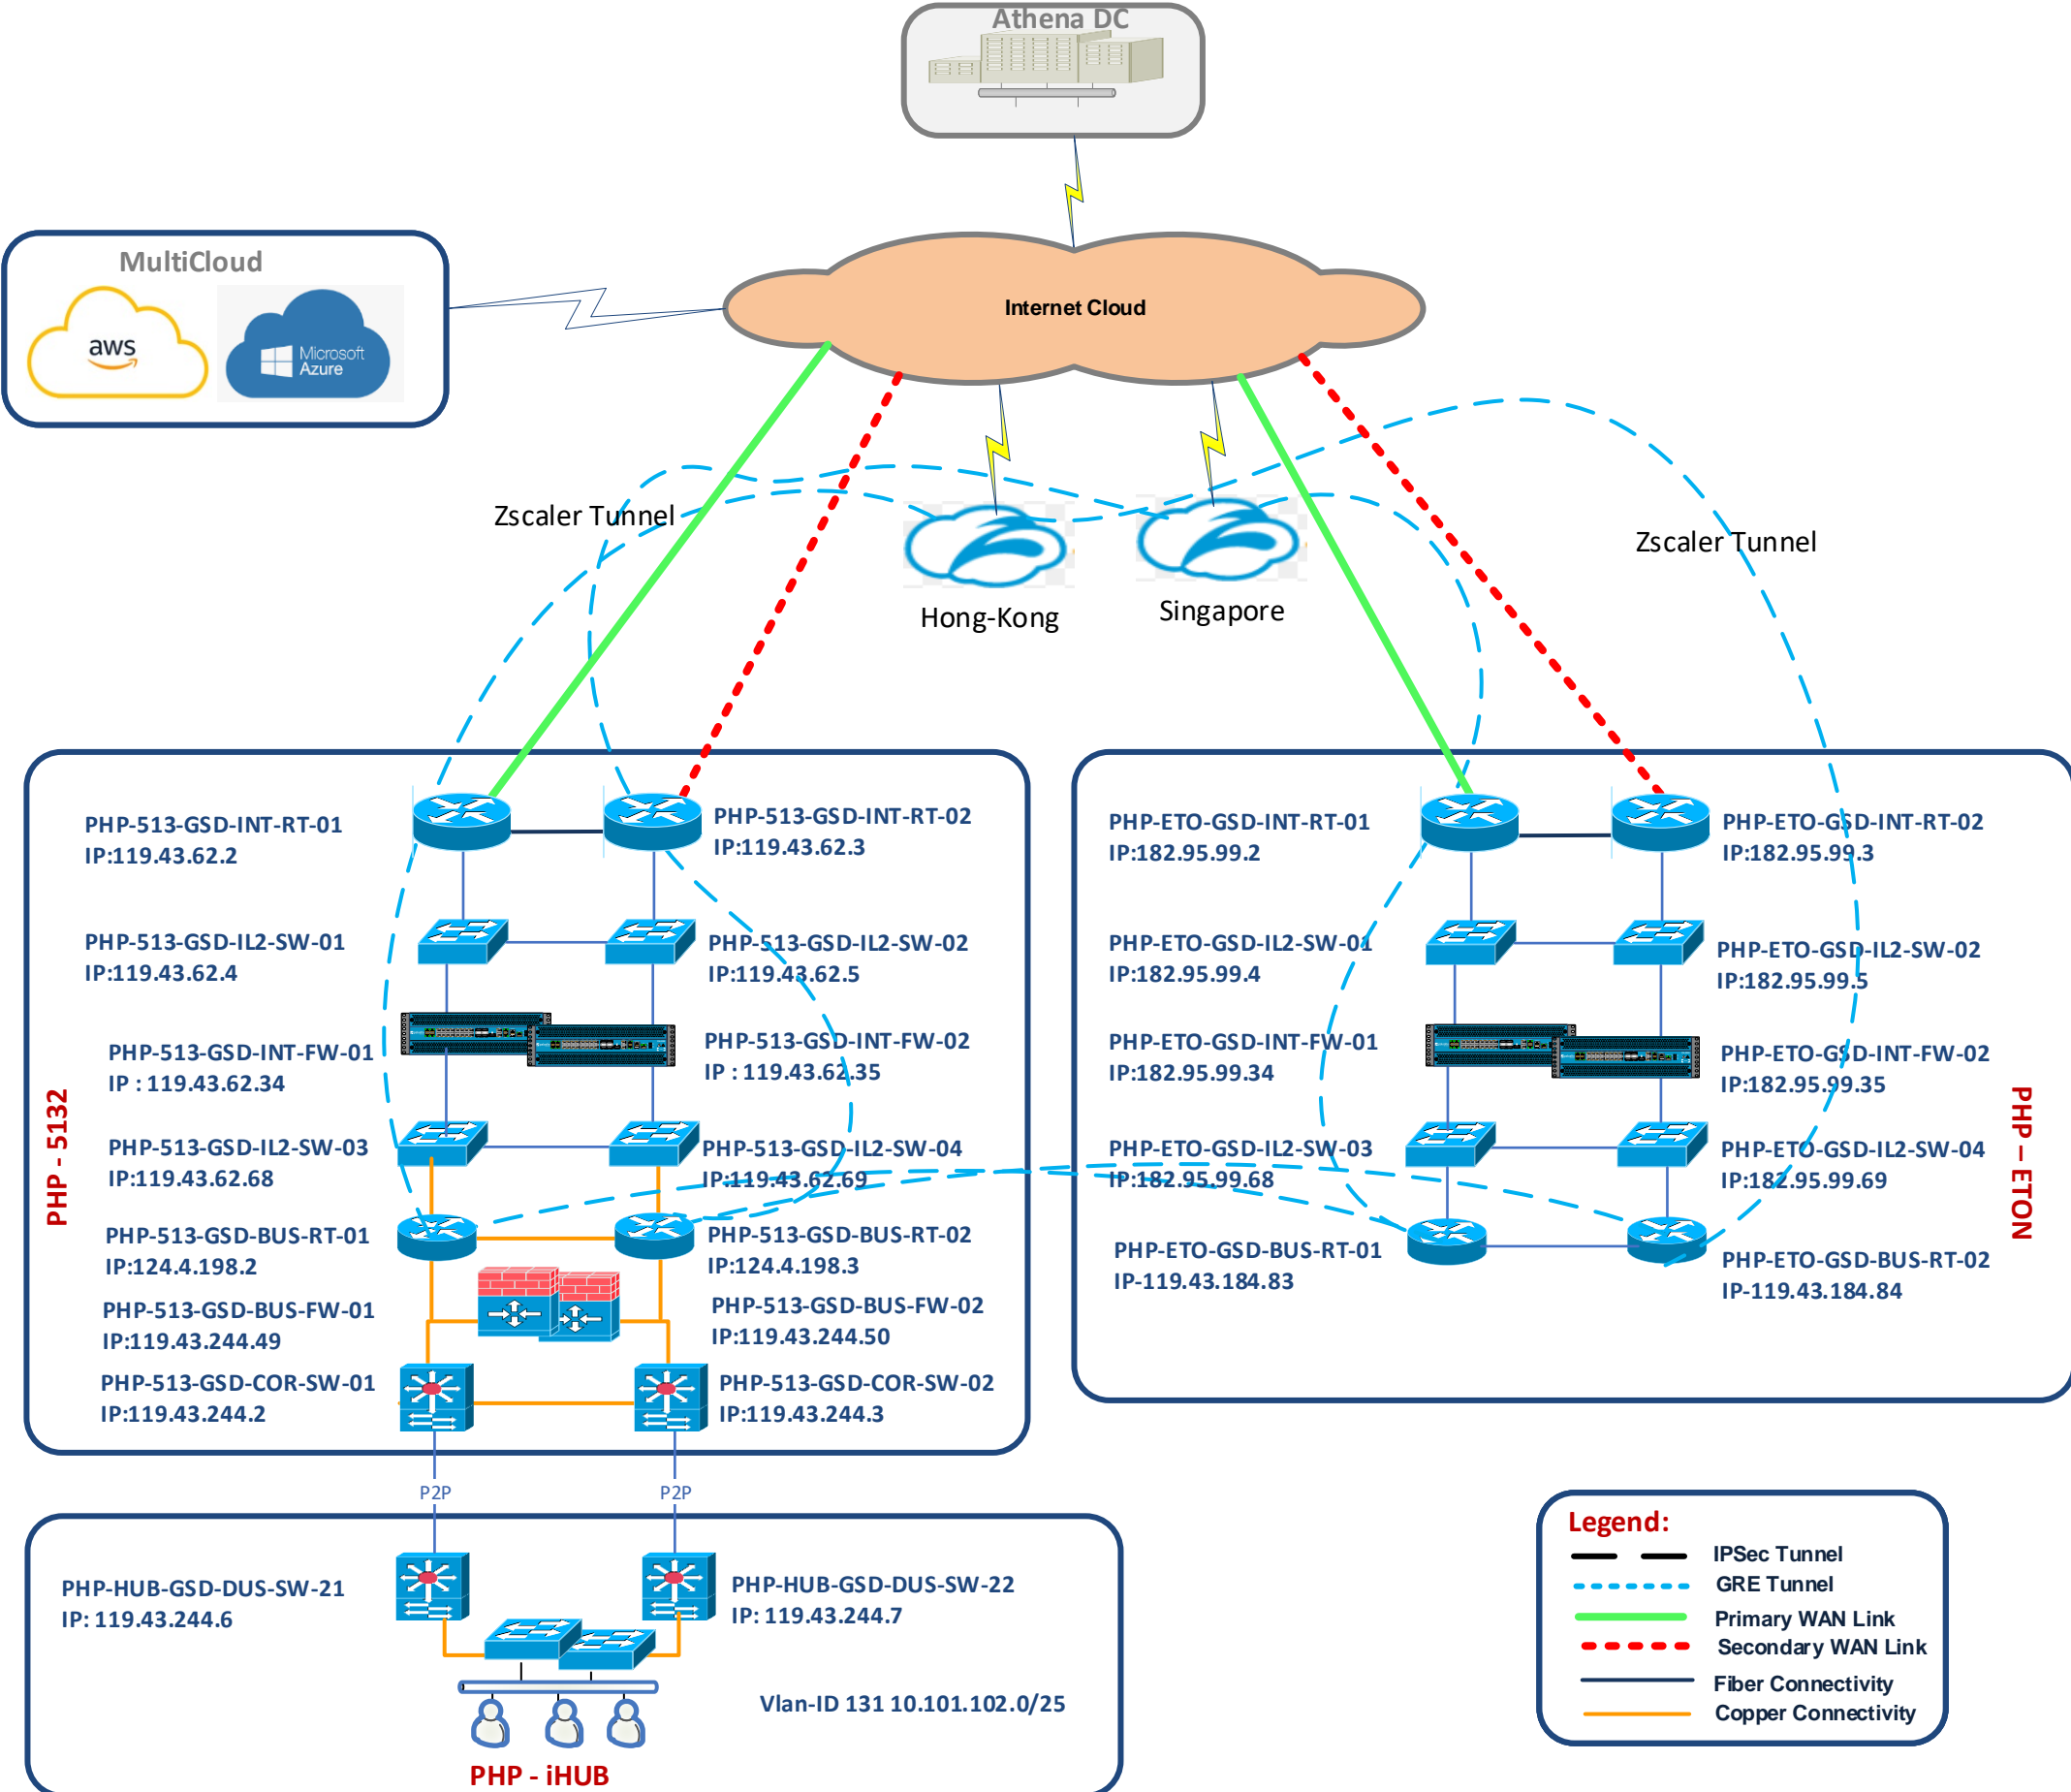 Athena DC
MultiCloud
aws
Microsoft
Azure
Internet Cloud
Zscaler Tunnel
Zscaler Tunnel
Hong-Kong
Singapore
PHP - 5132
PHP-513-GSD-INT-RT-01
IP:119.43.62.2
PHP-513-GSD-INT-RT-02
IP:119.43.62.3
PHP-513-GSD-IL2-SW-01
IP:119.43.62.4
PHP-513-GSD-IL2-SW-02
IP:119.43.62.5
PHP-513-GSD-INT-FW-01
IP : 119.43.62.34
PHP-513-GSD-INT-FW-02
IP : 119.43.62.35
PHP-513-GSD-IL2-SW-03
IP:119.43.62.68
PHP-513-GSD-IL2-SW-04
IP:119.43.62.69
PHP-513-GSD-BUS-RT-01
IP:124.4.198.2
PHP-513-GSD-BUS-RT-02
IP:124.4.198.3
PHP-513-GSD-BUS-FW-01
IP:119.43.244.49
PHP-513-GSD-BUS-FW-02
IP:119.43.244.50
PHP-513-GSD-COR-SW-01
IP:119.43.244.2
PHP-513-GSD-COR-SW-02
IP:119.43.244.3
PHP-ETO-GSD-INT-RT-01
IP:182.95.99.2
PHP-ETO-GSD-INT-RT-02
IP:182.95.99.3
PHP-ETO-GSD-IL2-SW-01
IP:182.95.99.4
PHP-ETO-GSD-IL2-SW-02
IP:182.95.99.5
PHP-ETO-GSD-INT-FW-01
IP:182.95.99.34
PHP-ETO-GSD-INT-FW-02
IP:182.95.99.35
PHP-ETO-GSD-IL2-SW-03
IP:182.95.99.68
PHP-ETO-GSD-IL2-SW-04
IP:182.95.99.69
PHP-ETO-GSD-BUS-RT-01
IP-119.43.184.83
PHP-ETO-GSD-BUS-RT-02
IP-119.43.184.84
PHP – ETON
P2P
P2P
PHP-HUB-GSD-DUS-SW-21
IP: 119.43.244.6
PHP-HUB-GSD-DUS-SW-22
IP: 119.43.244.7
Vlan-ID 131 10.101.102.0/25
PHP - iHUB
Legend:
IPSec Tunnel
GRE Tunnel
Primary WAN Link
Secondary WAN Link
Fiber Connectivity
Copper Connectivity